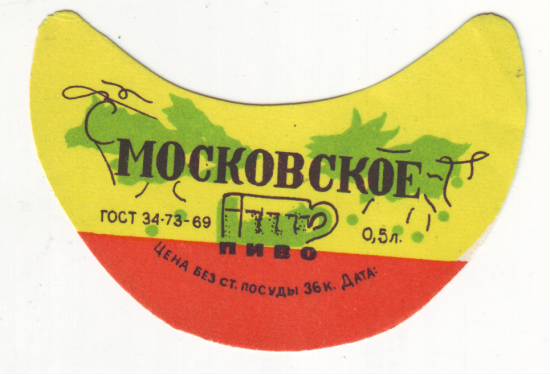 МОСКОВСКОЕ
ГОСТ 34-73-69
0,5л.
ПИВО
ЦЕНА БЕЗ СТ. ПОСУДЫ 36 К. ДАТА: